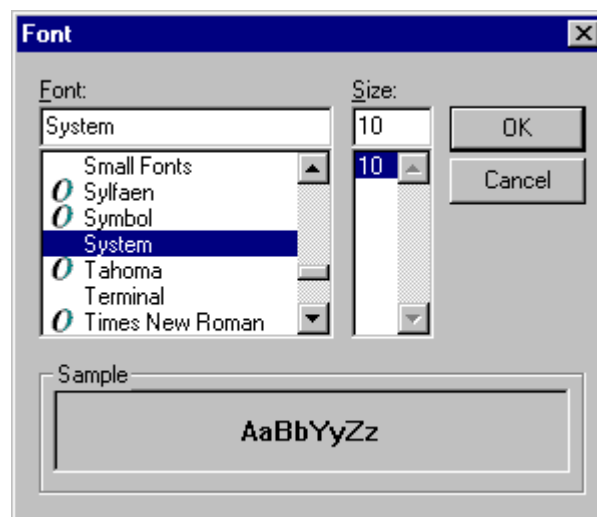 Font
Font:
Size:
System
10
OK
Small Fonts
10
Sylfaen
Cancel
Symbol
System
Tahoma
Terminal
Times New Roman
Sample
AaBbYyZz